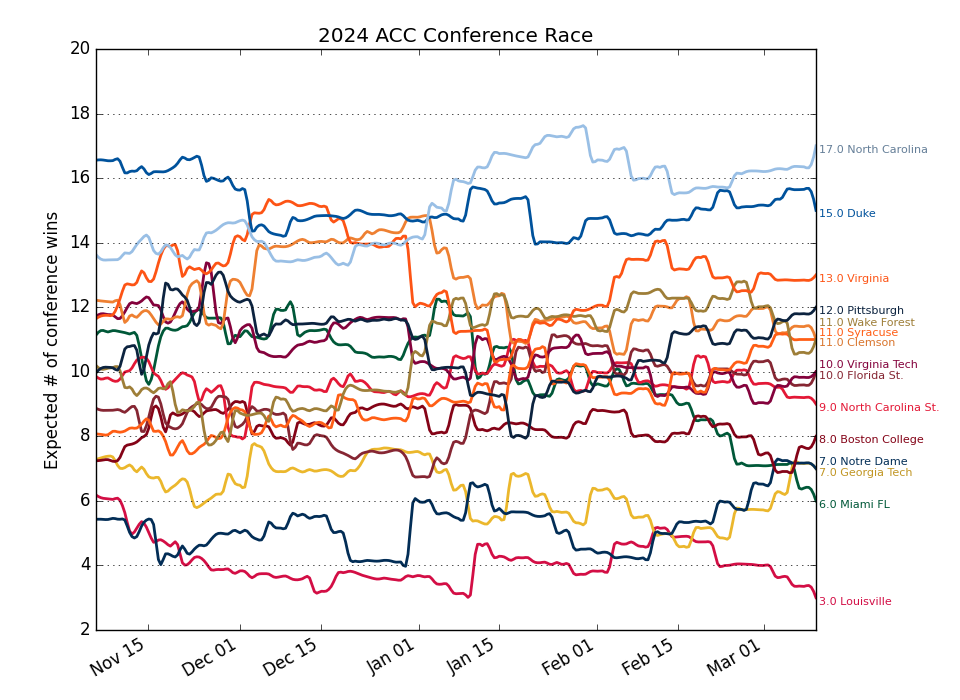 2024 ACC Conference Race
Expected # of conference wins
20
18
16
14
12
10
8
6
4
2
Nov 15
Dec 01
Dec 15
Jan 01
Jan 15
Feb 01
Feb 15
Mar 01
17.0 North Carolina
15.0 Duke
13.0 Virginia
12.0 Pittsburgh
11.0 Wake Forest
11.0 Syracuse
11.0 Clemson
10.0 Virginia Tech
10.0 Florida St.
9.0 North Carolina St.
8.0 Boston College
7.0 Notre Dame
7.0 Georgia Tech
6.0 Miami FL
3.0 Louisville